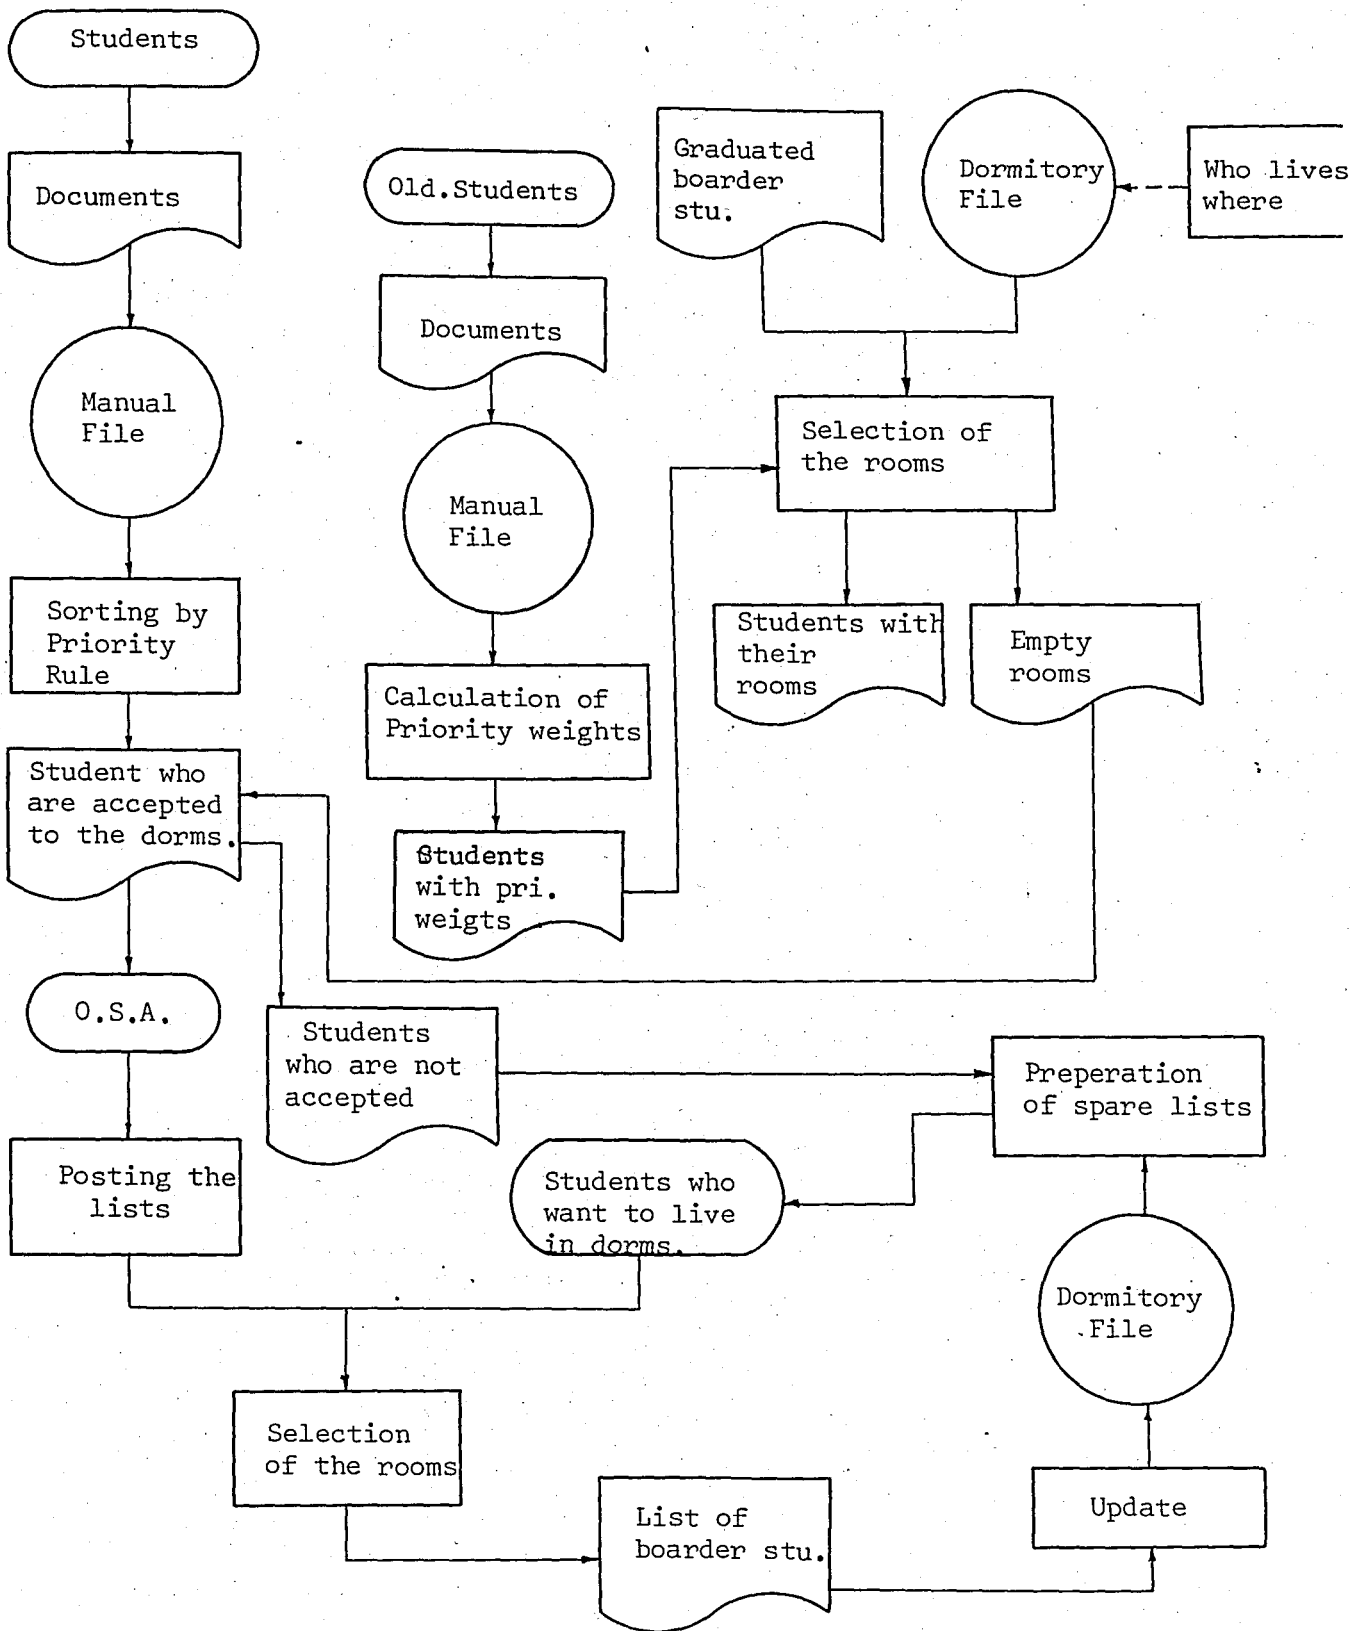 Students
Documents
Manual
File
Sorting by
Priority
Rule
Student who
are accepted
to the dorms.
O.S.A.
Posting the
lists
Old.Students
Documents
Manual
File
Calculation of
Priority weights
Students
with pri.
weigts
Graduated
boarder
stu.
Dormitory
File
Who lives
where
Selection of
the rooms
Students with
their
rooms
Empty
rooms
Students
who are not
accepted
Preperation
of spare lists
Students who
want to live
in dorms.
Dormitory
File
Selection
of the rooms
List of
boarder stu.
Update